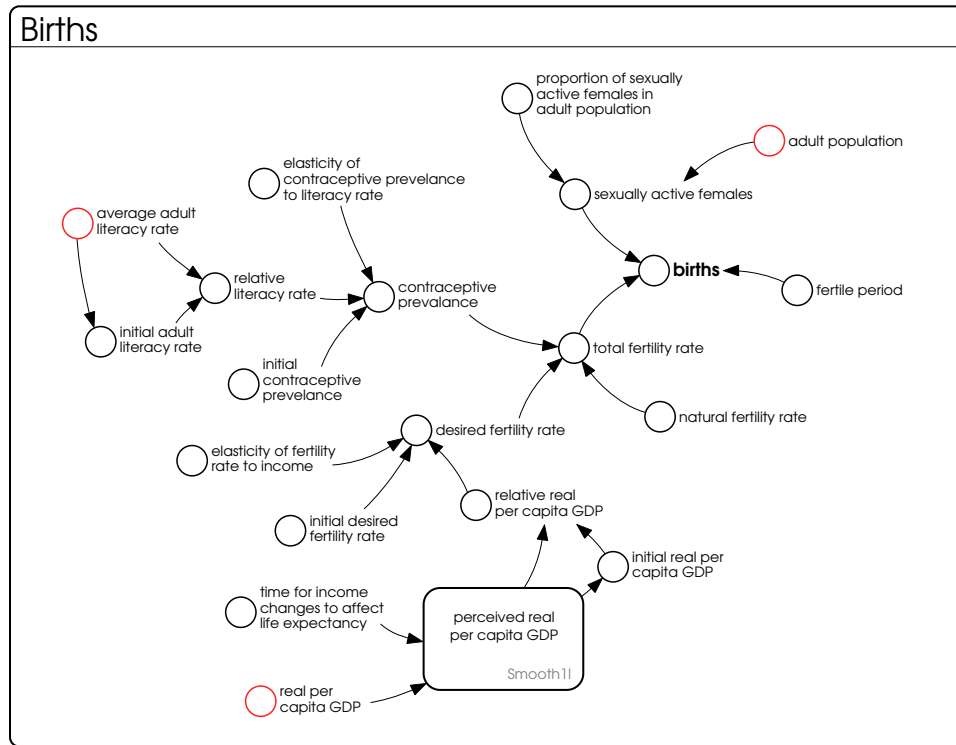 Births
proportion of sexually
active females in
adult population
adult population
elasticity of
contraceptive prevelance
to literacy rate
sexually active females
average adult
literacy rate
births
relative
literacy rate
contraceptive
prevalance
fertile period
initial adult
literacy rate
total fertility rate
initial
contraceptive
prevelance
natural fertility rate
desired fertility rate
elasticity of fertility
rate to income
relative real
per capita GDP
initial desired
fertility rate
initial real per
capita GDP
time for income
changes to affect
life expectancy
perceived real
per capita GDP
Smooth1I
real per
capita GDP